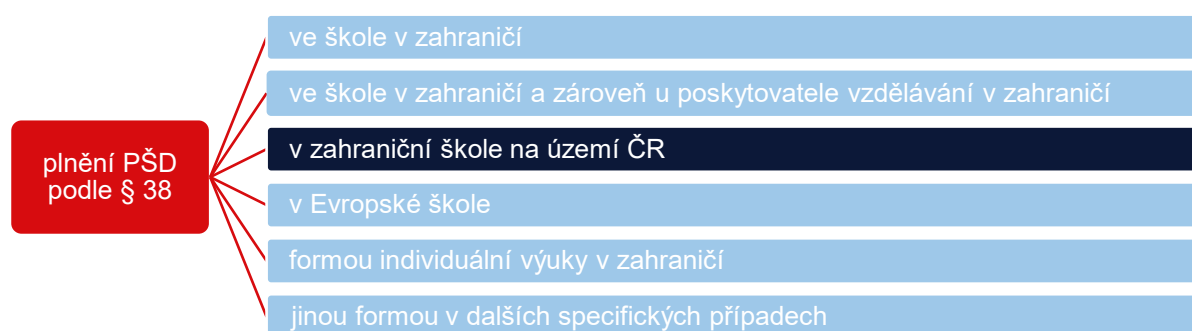 plnění PŠD
podle § 38
ve škole v zahraničí
ve škole v zahraničí a zároveň u poskytovatele vzdělávání v zahraničí
v zahraniční škole na území ČR
v Evropské škole
formou individuální výuky v zahraničí
jinou formou v dalších specifických případech